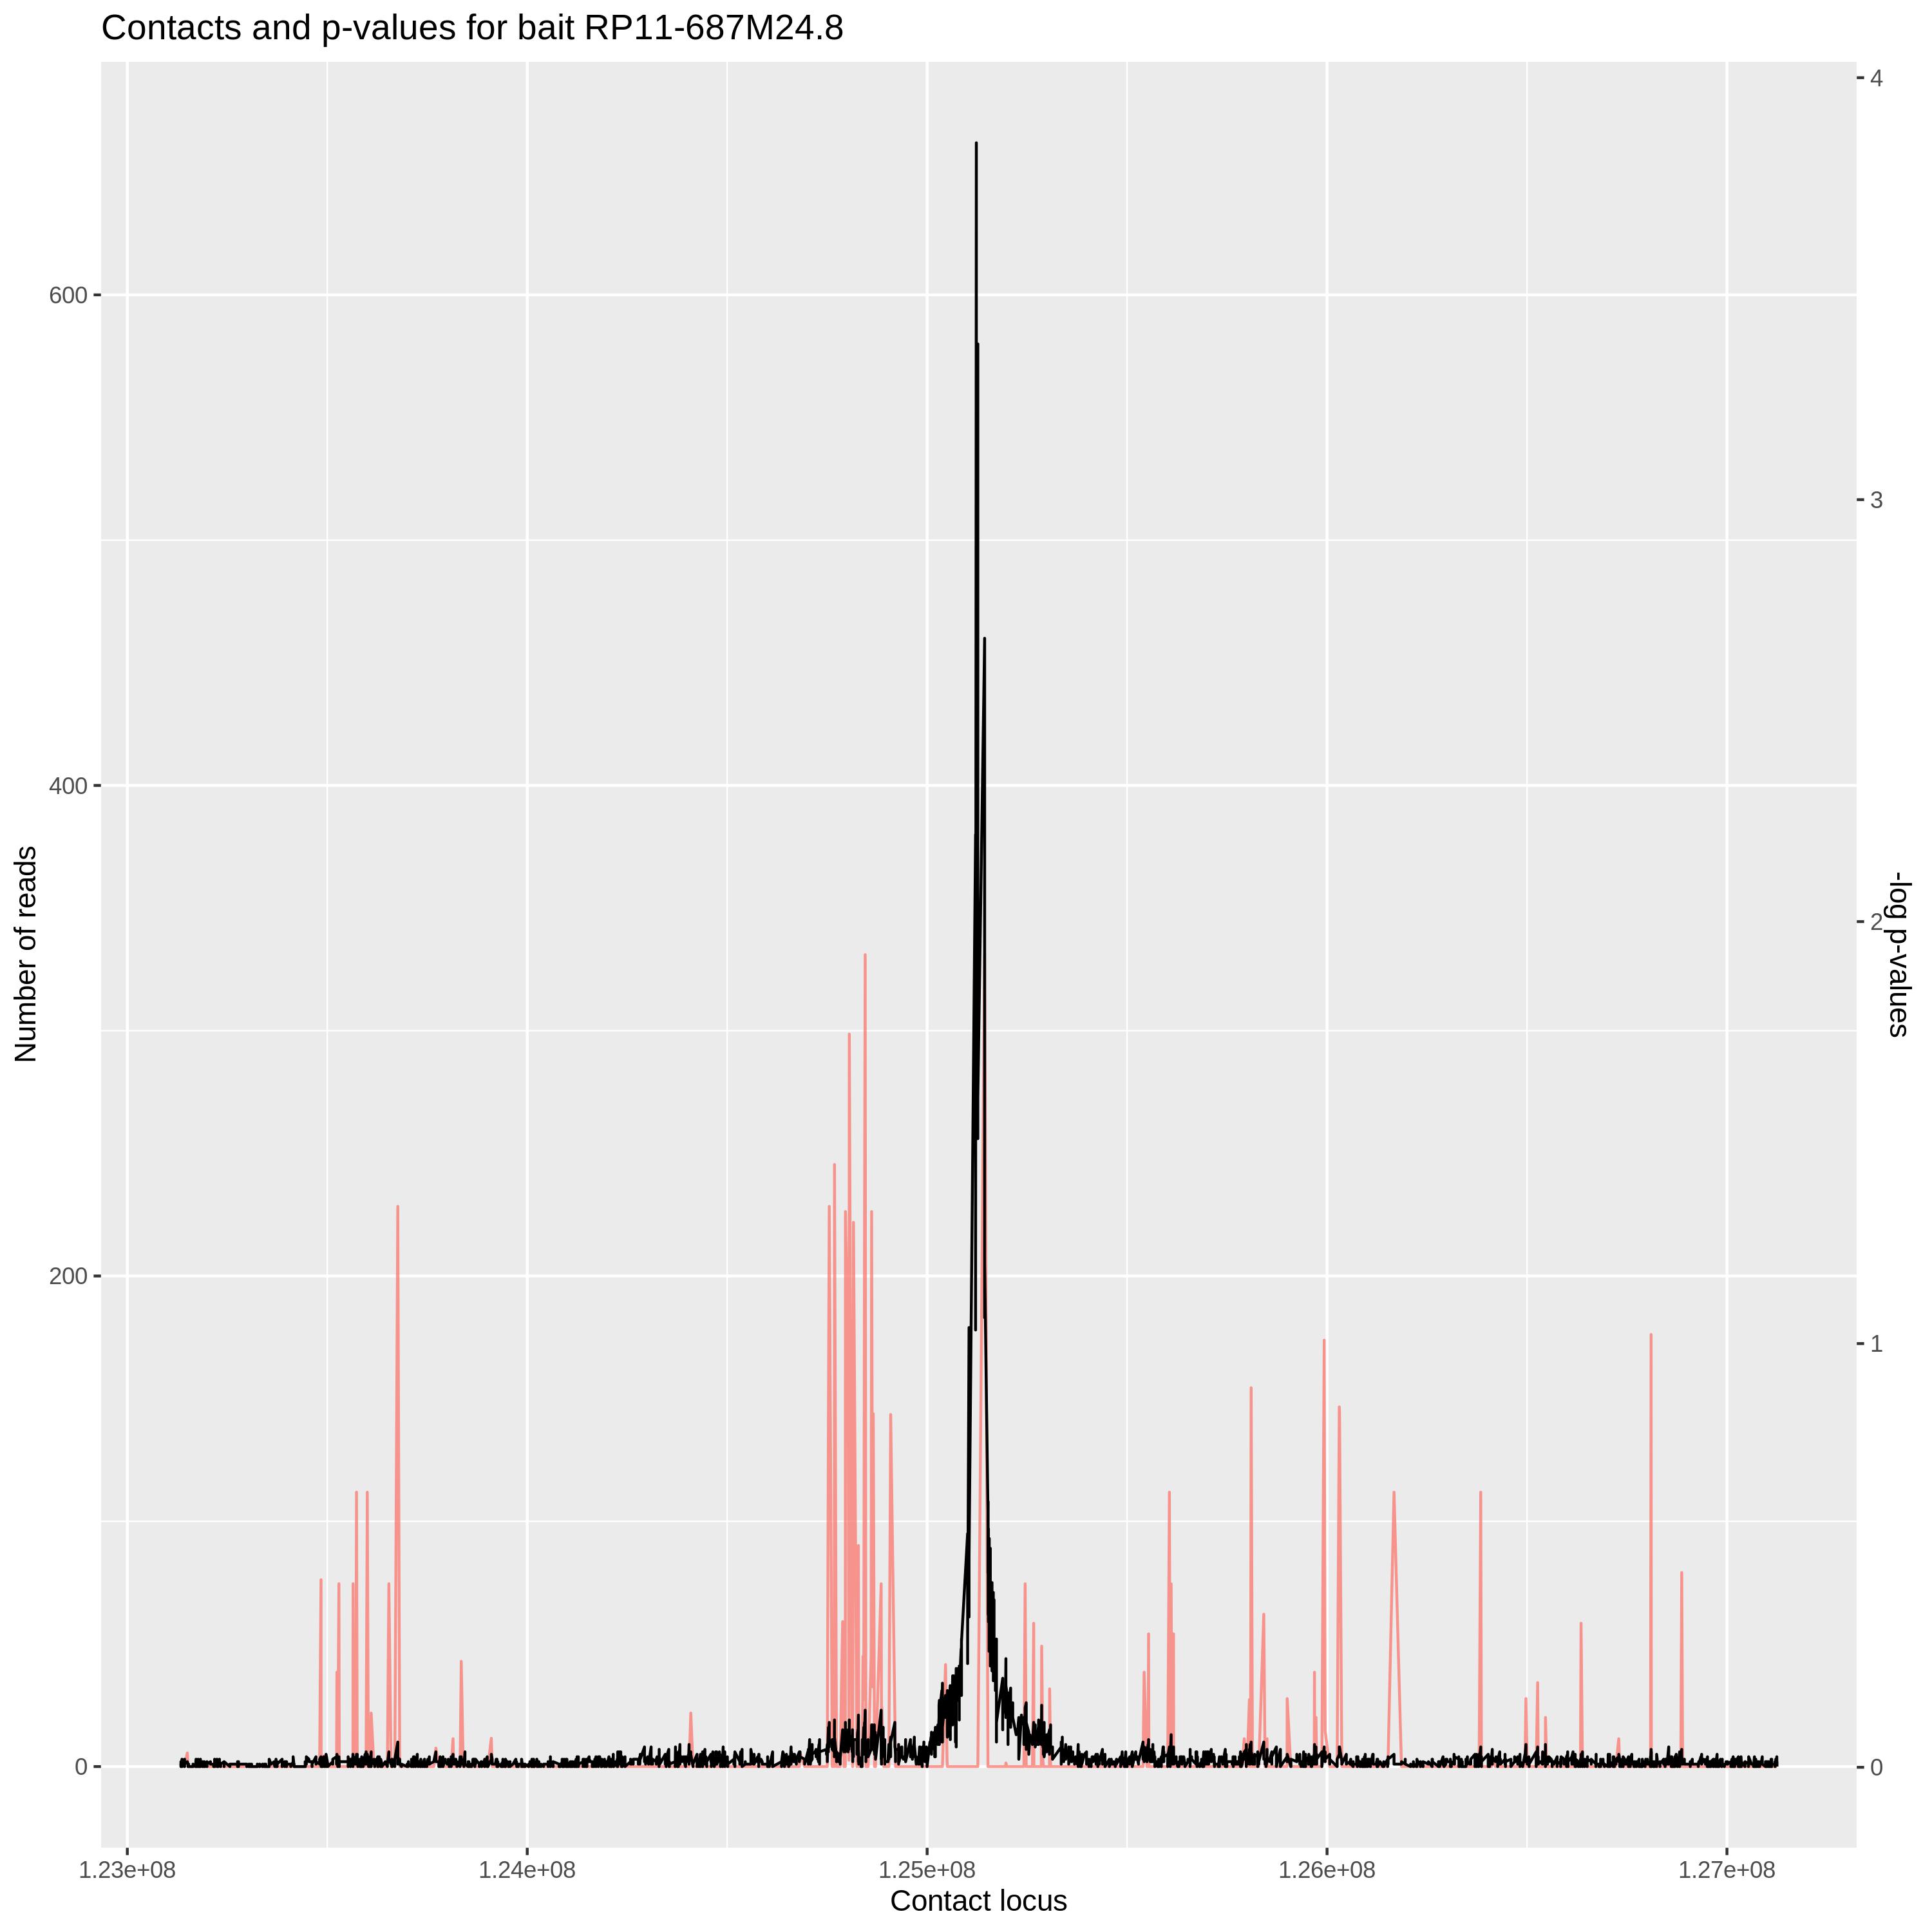 Contacts and p-values for bait RP11-687M24.8
4
600
3
400
Number of reads
2
-log p-values
200
1
0
0
1.23e+08
1.24e+08
1.25e+08
1.26e+08
1.27e+08
Contact locus